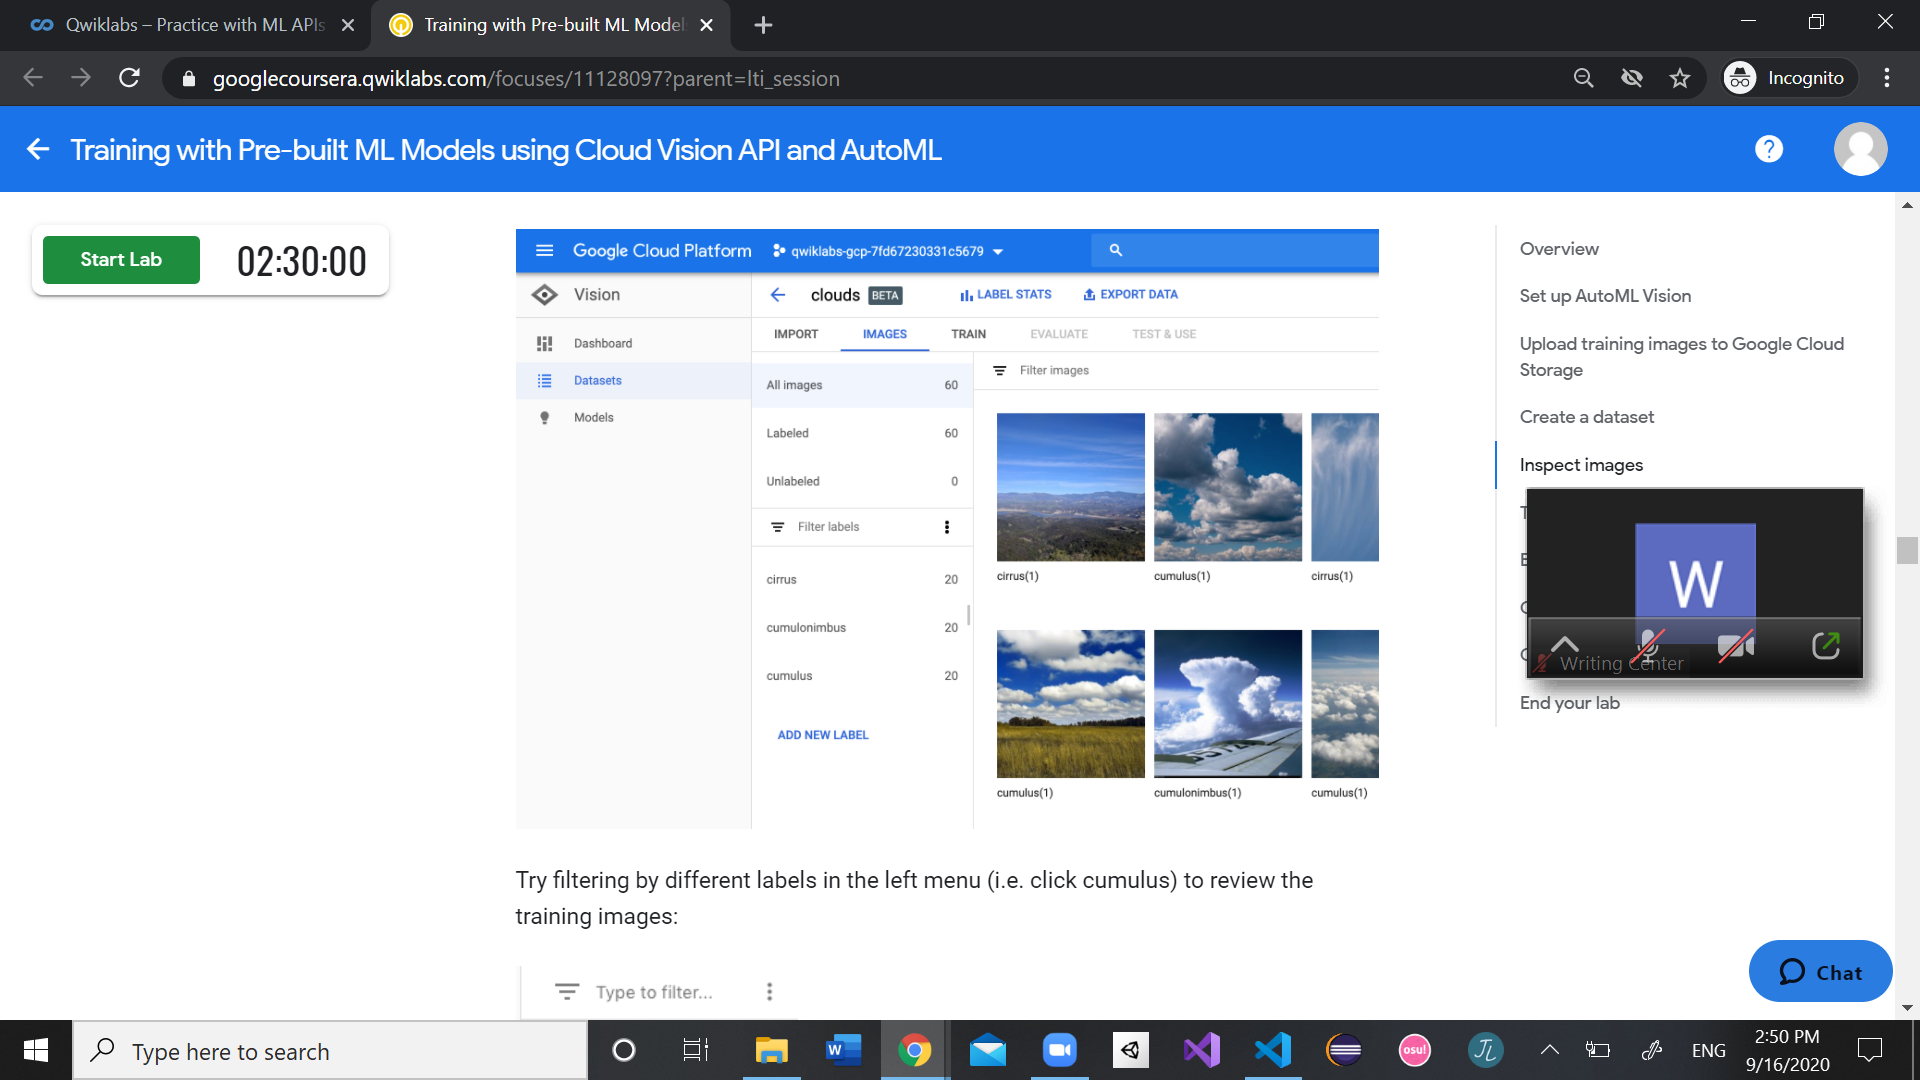 Qwiklabs – Practice with ML APIs
Training with Pre-built ML Model
googlecoursera.qwiklabs.com/focuses/11128097?parent=lti_session
Incognito
Training with Pre-built ML Models using Cloud Vision API and AutoML
?
Start Lab
02:30:00
Google Cloud Platform
qwiklabs-gcp-7fd67230331c5679
Vision
clouds BETA
LABEL STATS
EXPORT DATA
IMPORT
IMAGES
TRAIN
EVALUATE
TEST & USE
Dashboard
Datasets
Models
All images 60
Labeled 60
Unlabeled 0
Filter labels
cirrus 20
cumulonimbus 20
cumulus 20
ADD NEW LABEL
Filter images
cirrus(1)
cumulus(1)
cirrus(1)
cumulus(1)
cumulonimbus(1)
cumulus(1)
Try filtering by different labels in the left menu (i.e. click cumulus) to review the
training images:
Type to filter...
Overview
Set up AutoML Vision
Upload training images to Google Cloud
Storage
Create a dataset
Inspect images
W
Writing Center
End your lab
Chat
Type here to search
W
osu!
JL
ENG
2:50 PM
9/16/2020